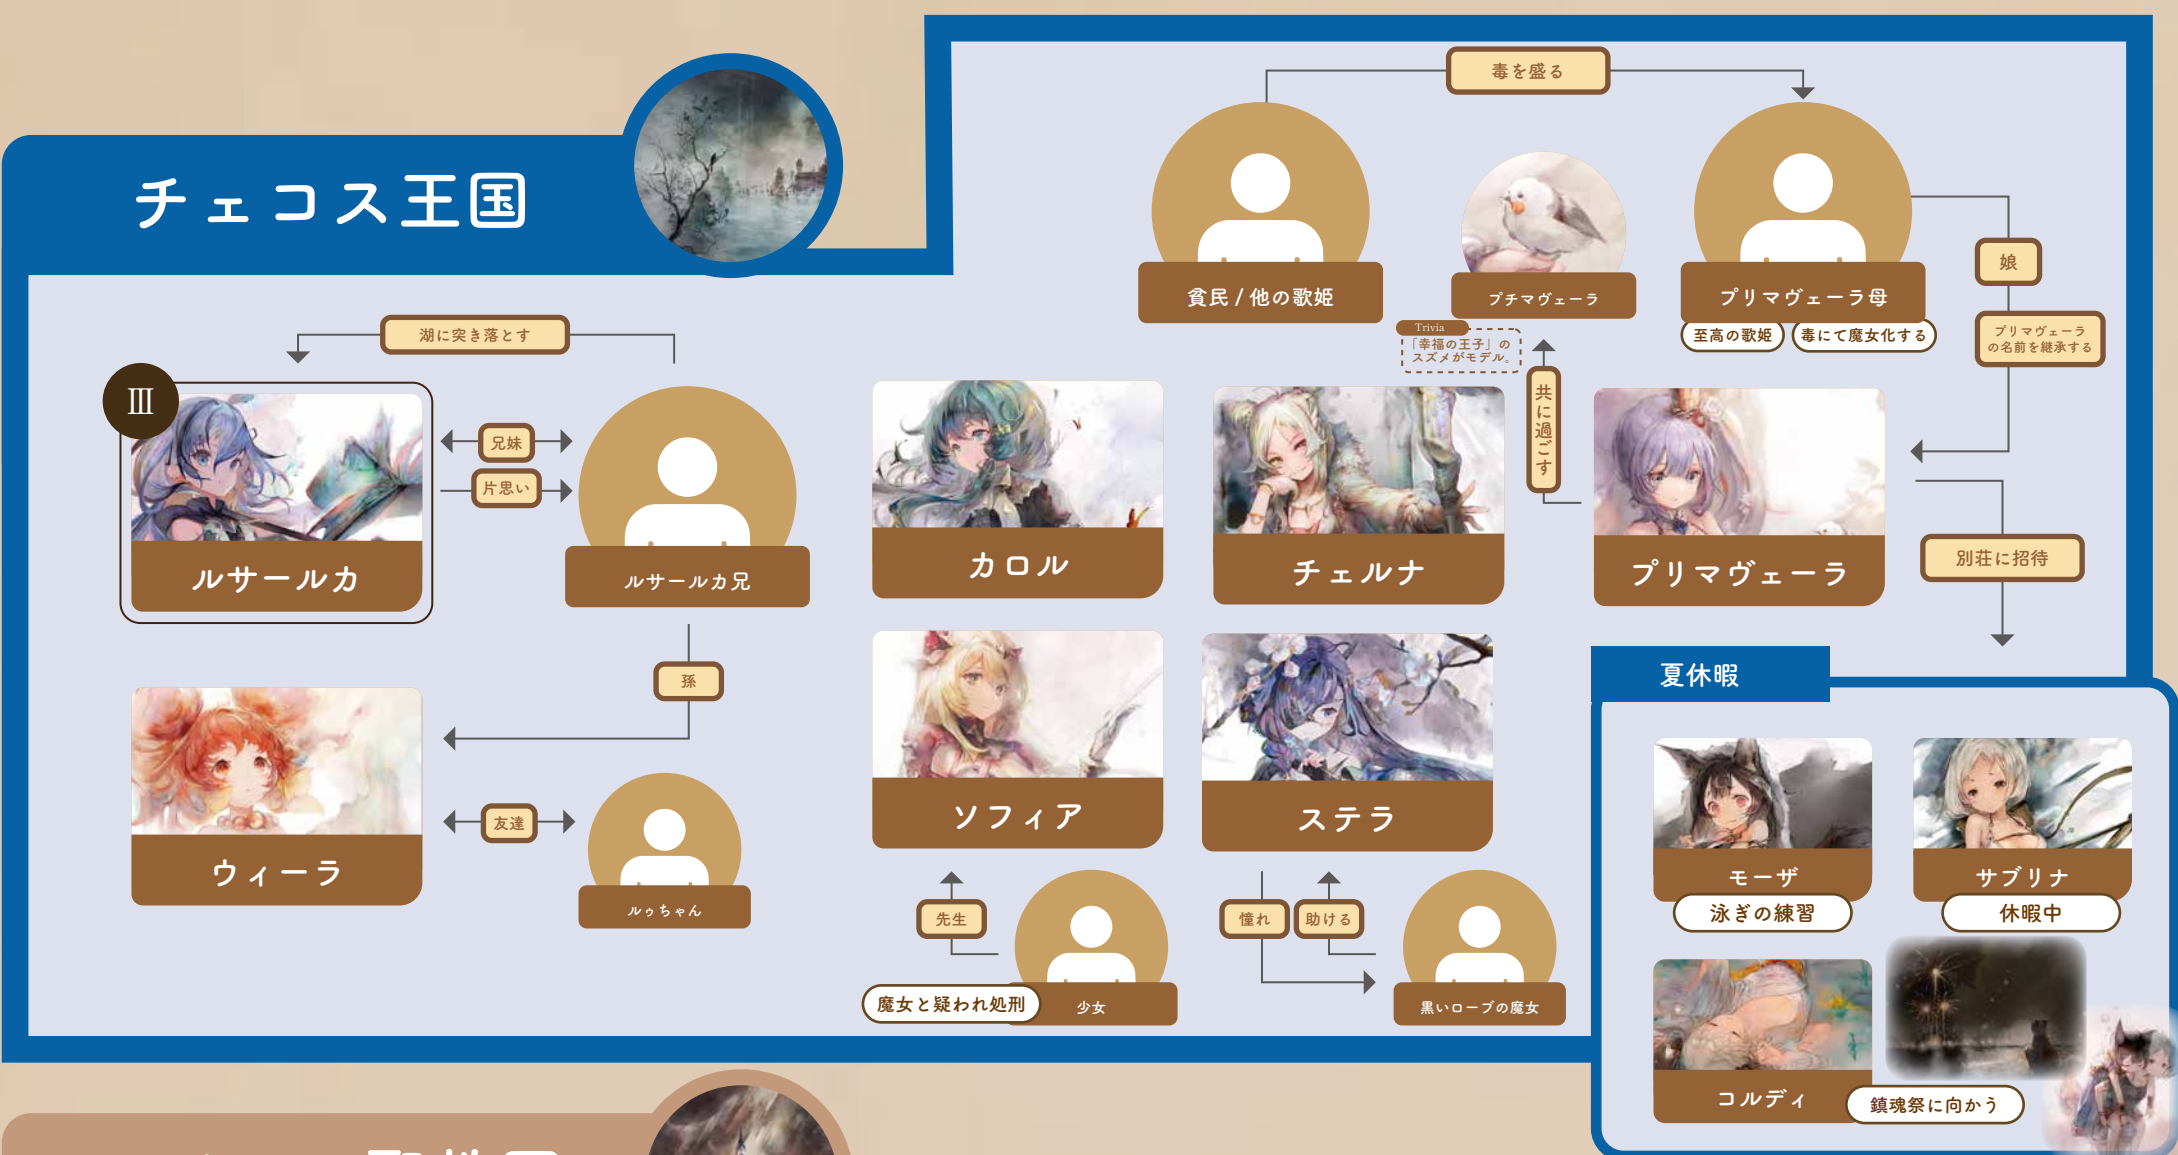 チェコス王国
毒を盛る
貧民 / 他の歌姫
プチマヴェーラ
プリマヴェーラ母
至高の歌姫
毒にて魔女化する
娘
プリマヴェーラ
の名前を継承する
Trivia
「幸福の王子」の
スズメがモデル。
共に過ごす
湖に突き落とす
III
兄妹
片思い
ルサールカ
ルサールカ兄
カロル
チェルナ
プリマヴェーラ
別荘に招待
孫
ウィーラ
友達
ルゥちゃん
ソフィア
ステラ
先生
憧れ
助ける
魔女と疑われ処刑
少女
黒いローブの魔女
夏休暇
モーザ
泳ぎの練習
サブリナ
休暇中
コルディ
鎮魂祭に向かう